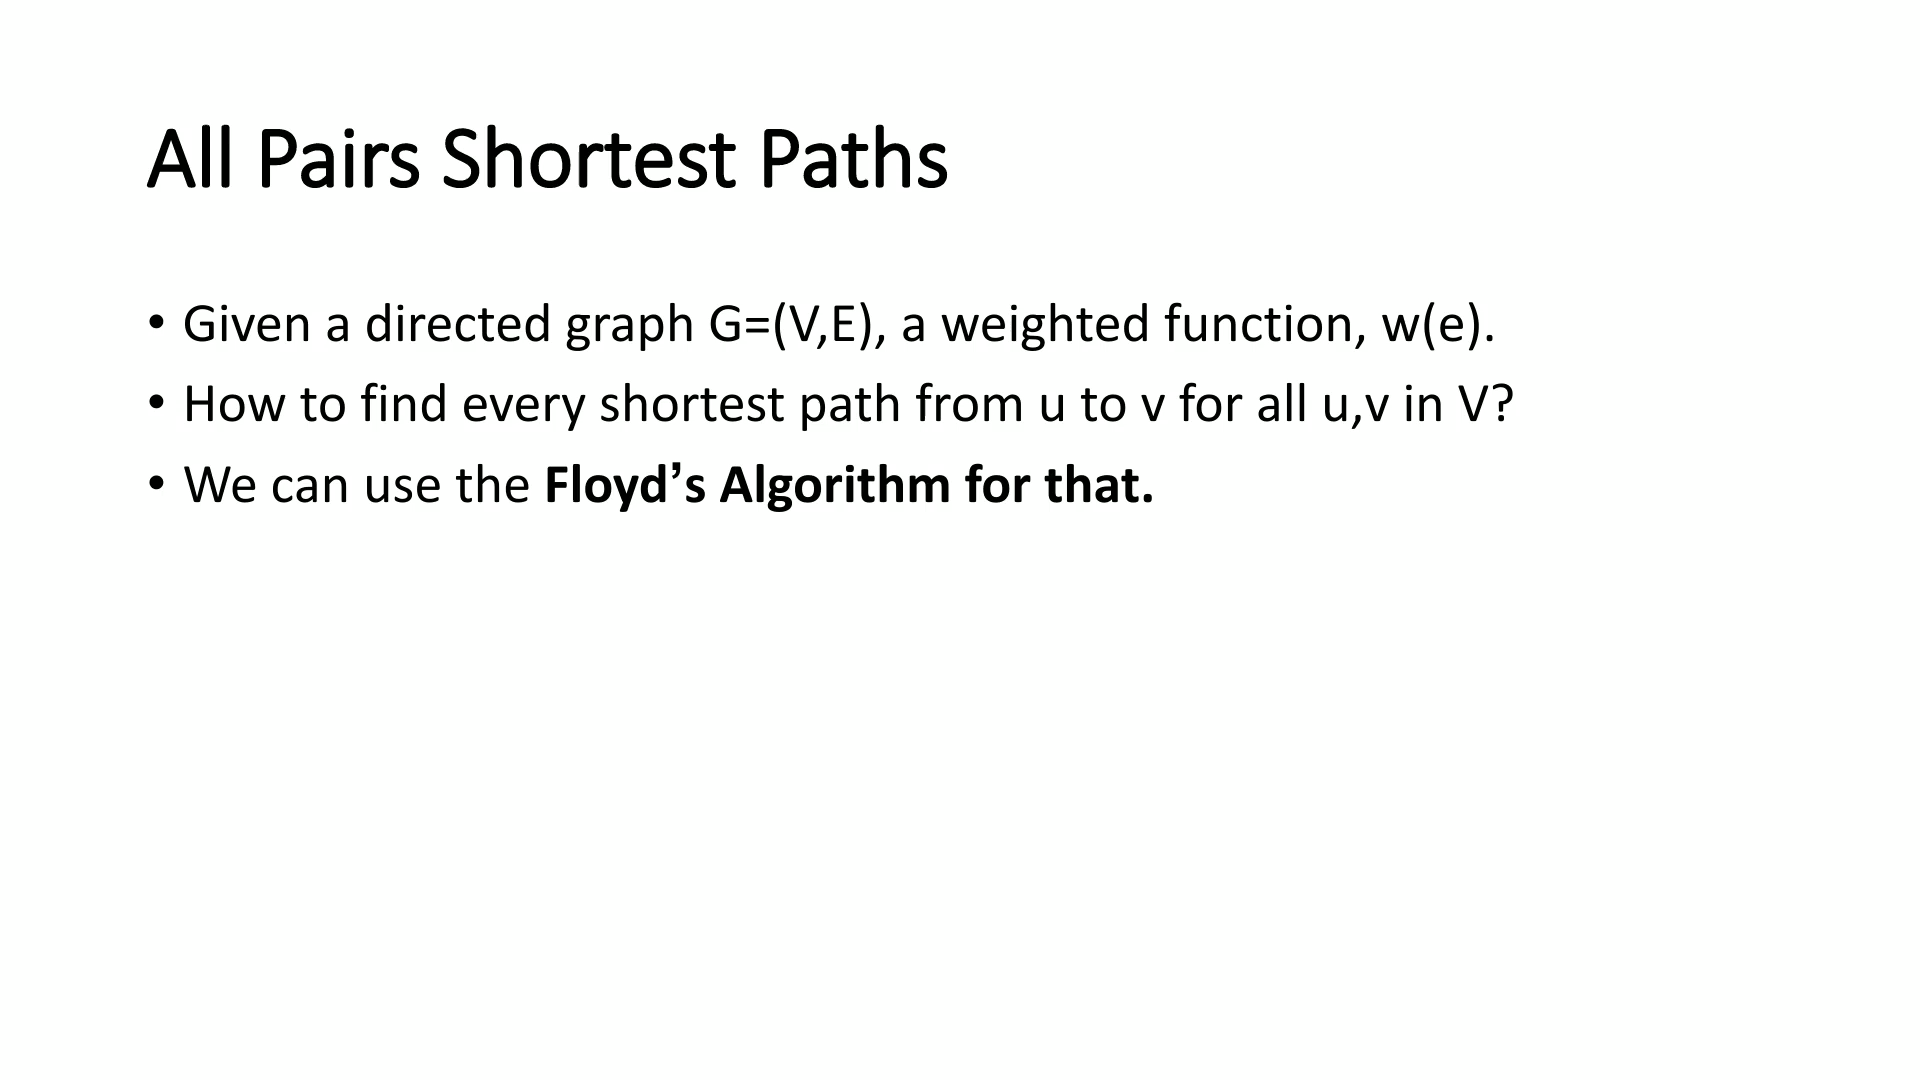 All Pairs Shortest Paths
• Given a directed graph G=(V,E), a weighted function, w(e).
• How to find every shortest path from u to v for all u,v in V?
• We can use the Floyd’s Algorithm for that.